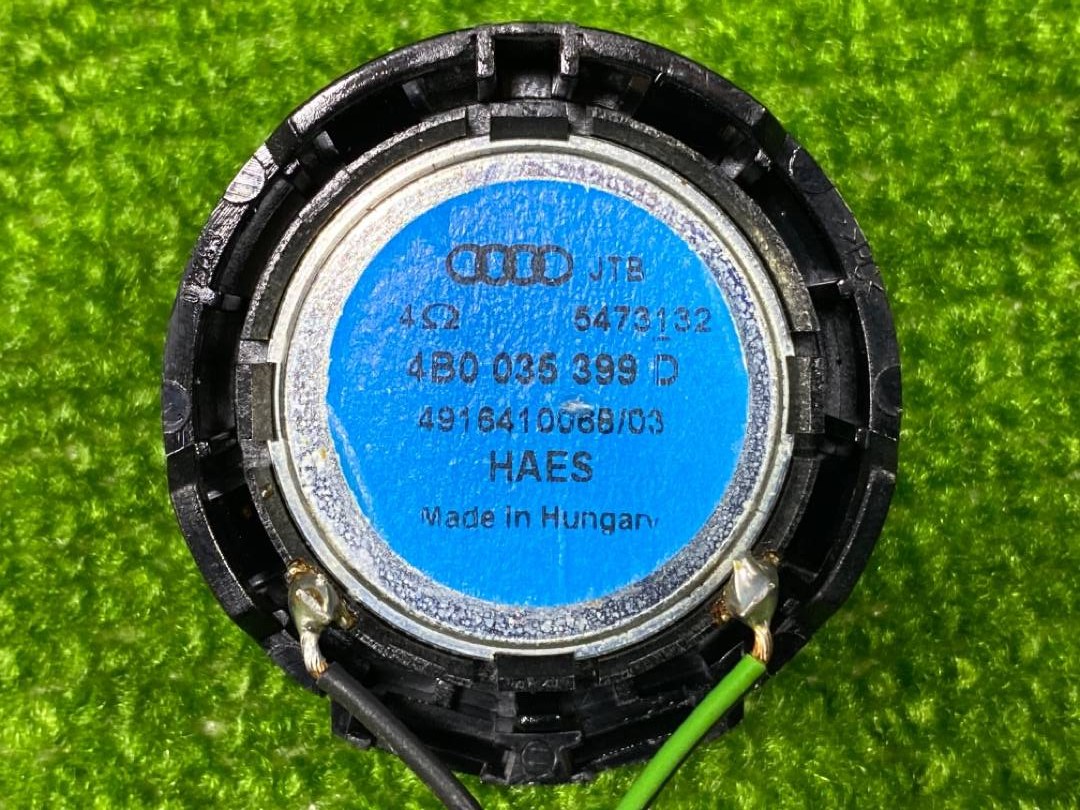 JTB
4Ω 5473132
4B0 035 399 D
4916410068/03
HAES
Made in Hungary